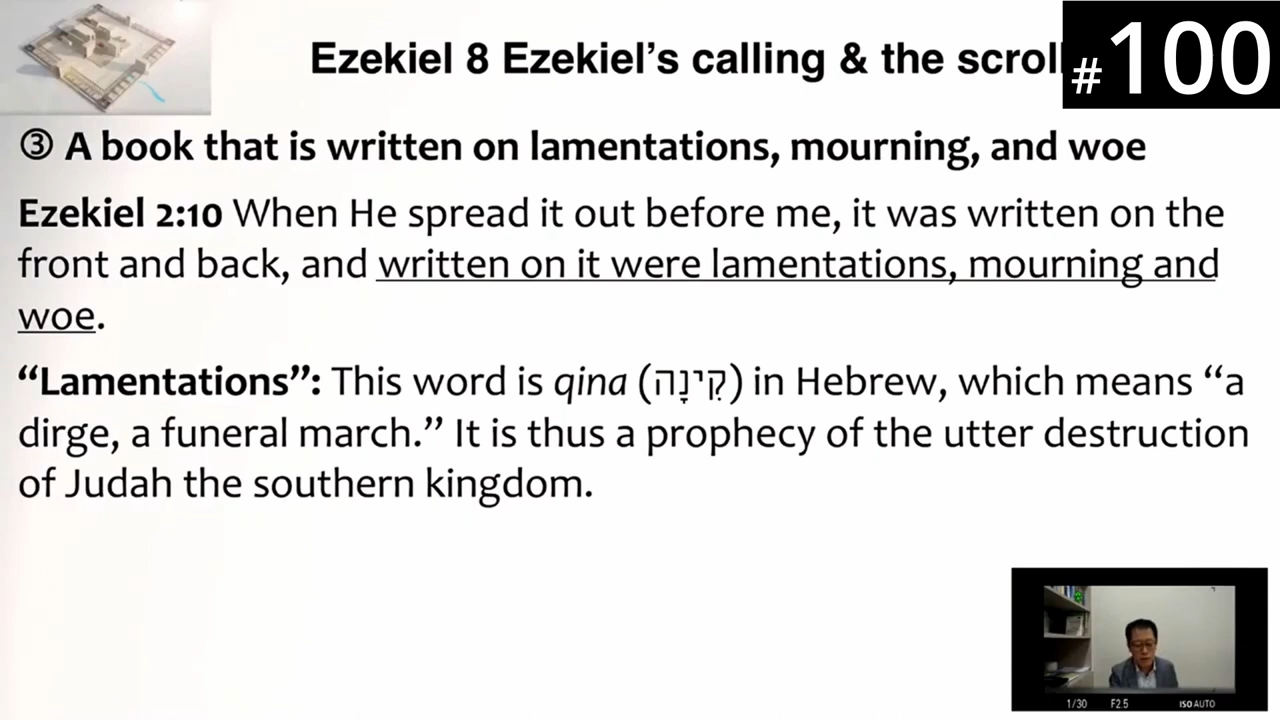 Ezekiel 8 Ezekiel's calling & the scroll
#100
③ A book that is written on lamentations, mourning, and woe
Ezekiel 2:10 When He spread it out before me, it was written on the
front and back, and written on it were lamentations, mourning and
woe.
“Lamentations”: This word is qina (קִינָה) in Hebrew, which means “a
dirge, a funeral march.” It is thus a prophecy of the utter destruction
of Judah the southern kingdom.
1/30 F2.5 ISO AUTO